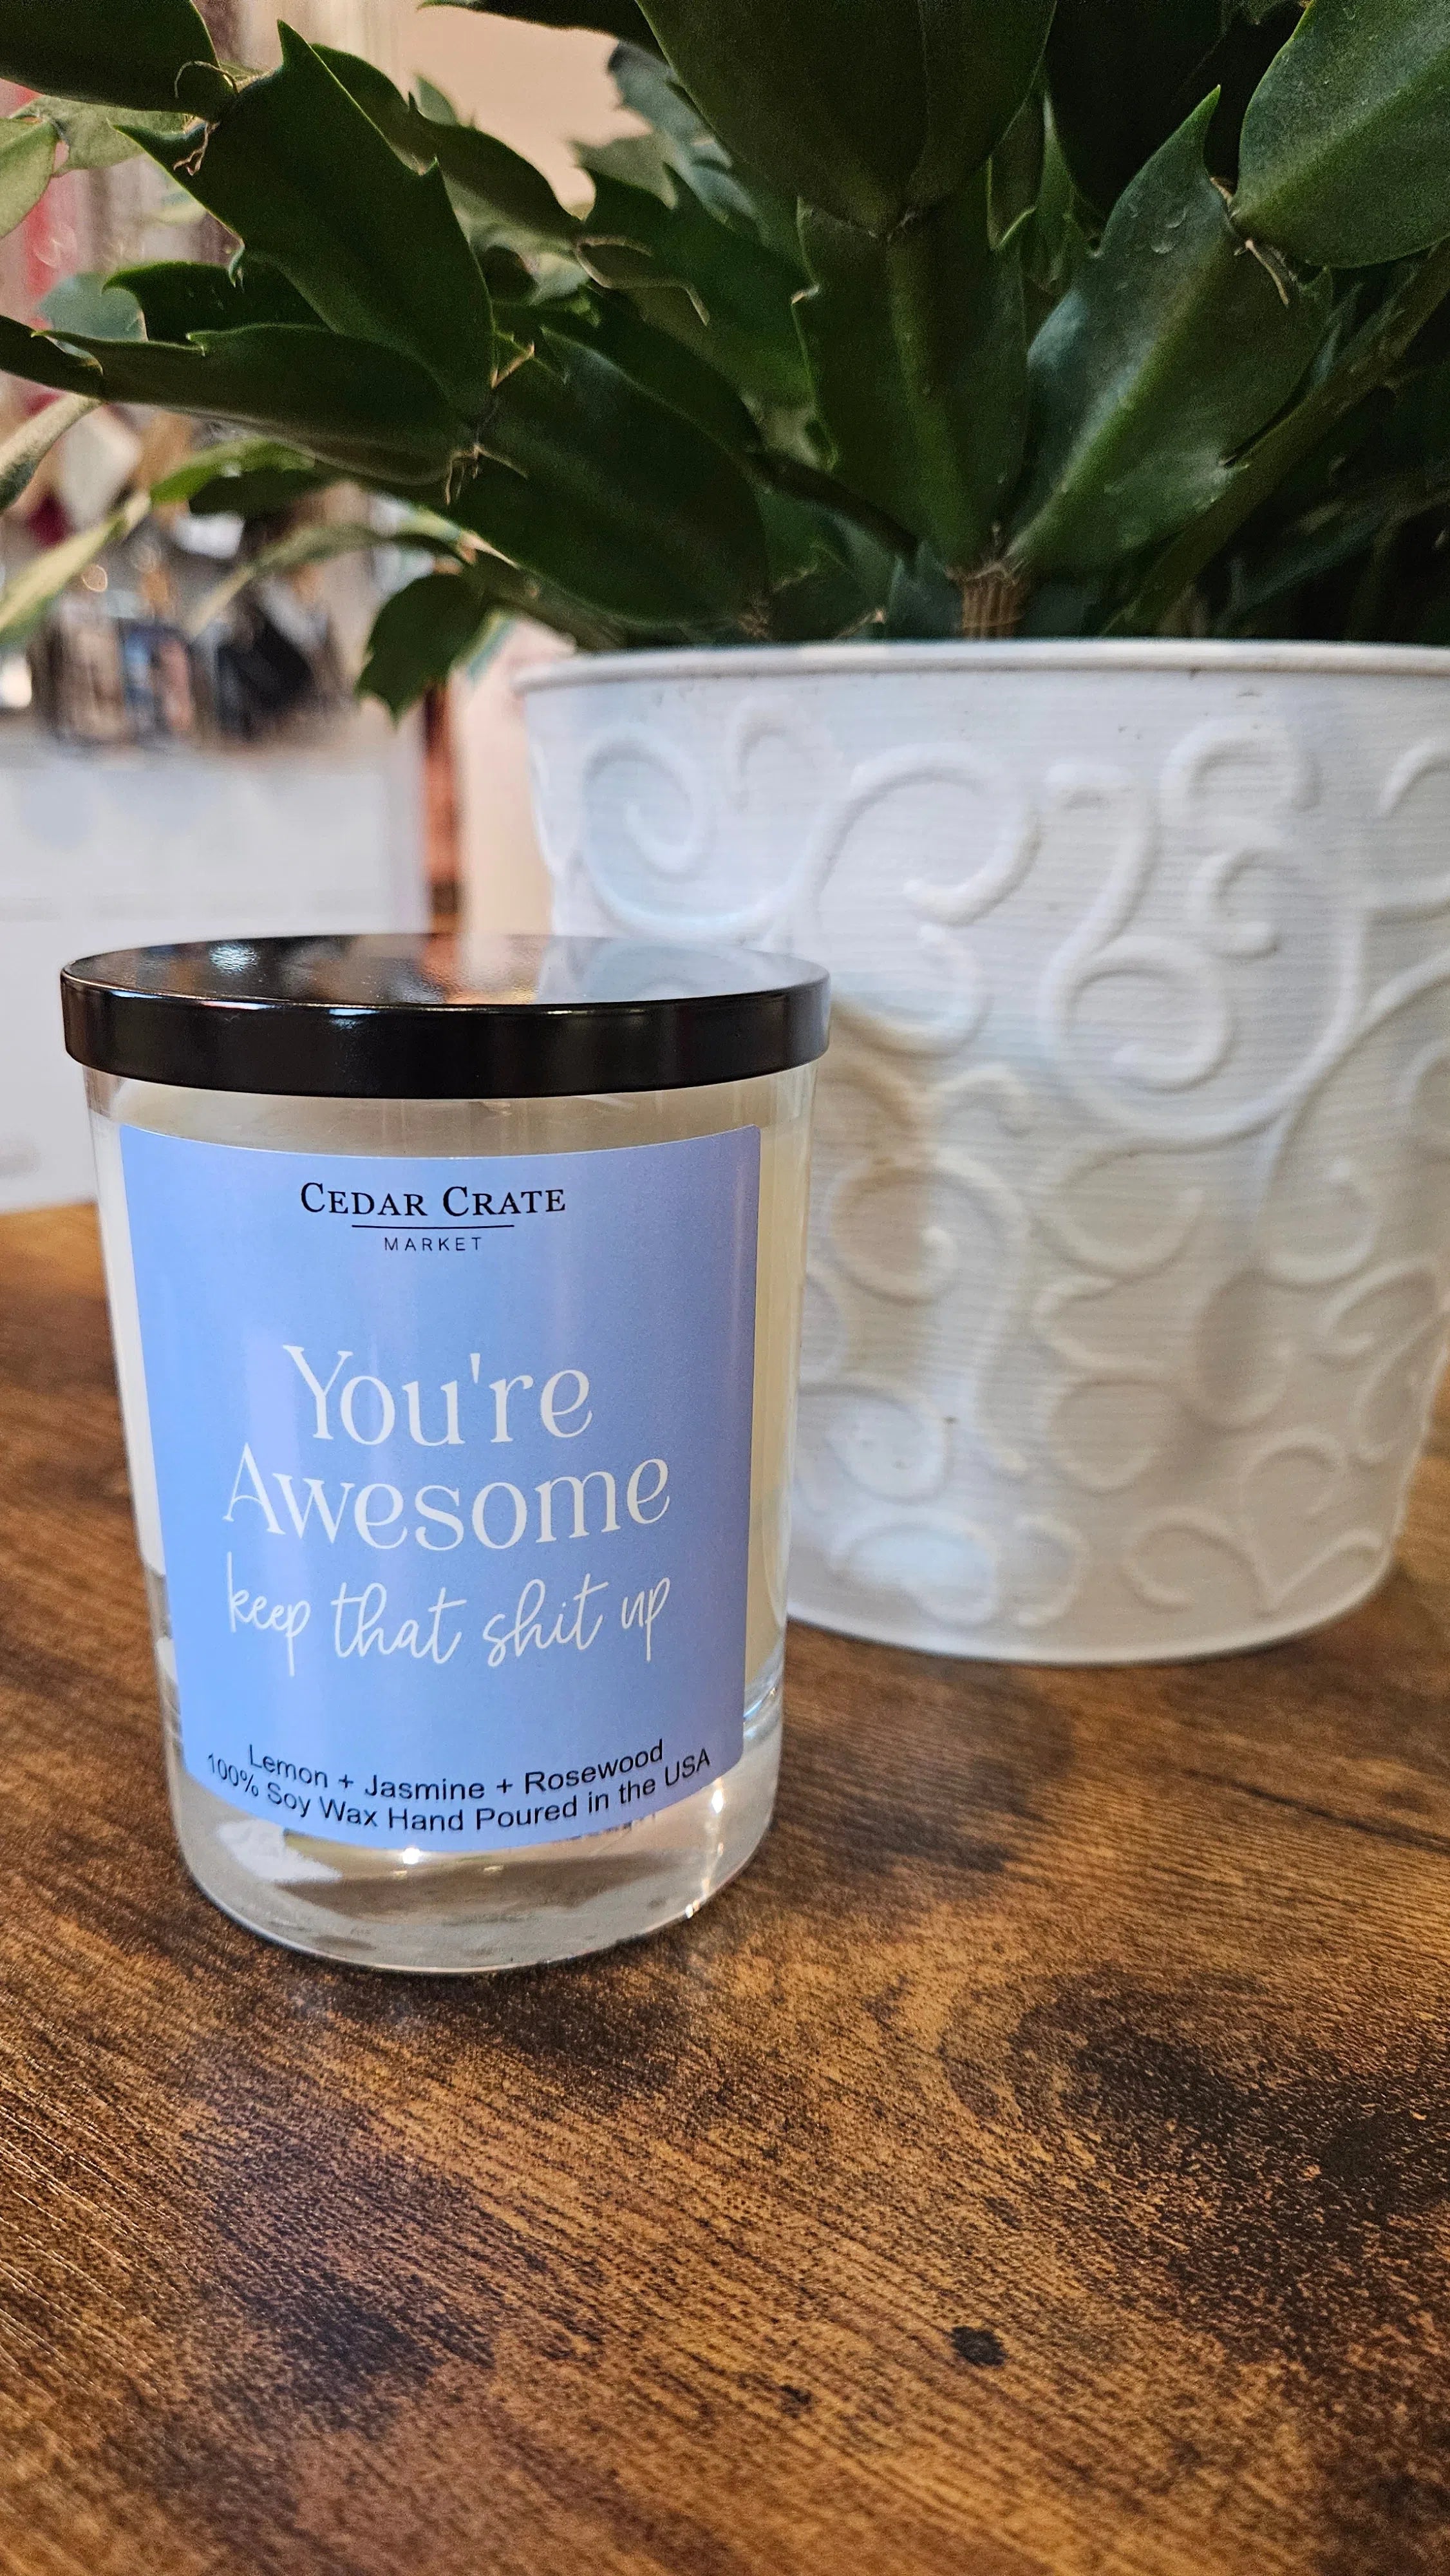 CEDAR CRATE
MARKET
You're
Awesome
keep that shit up
Lemon + Jasmine + Rosewood
100% Soy Wax Hand Poured in the USA